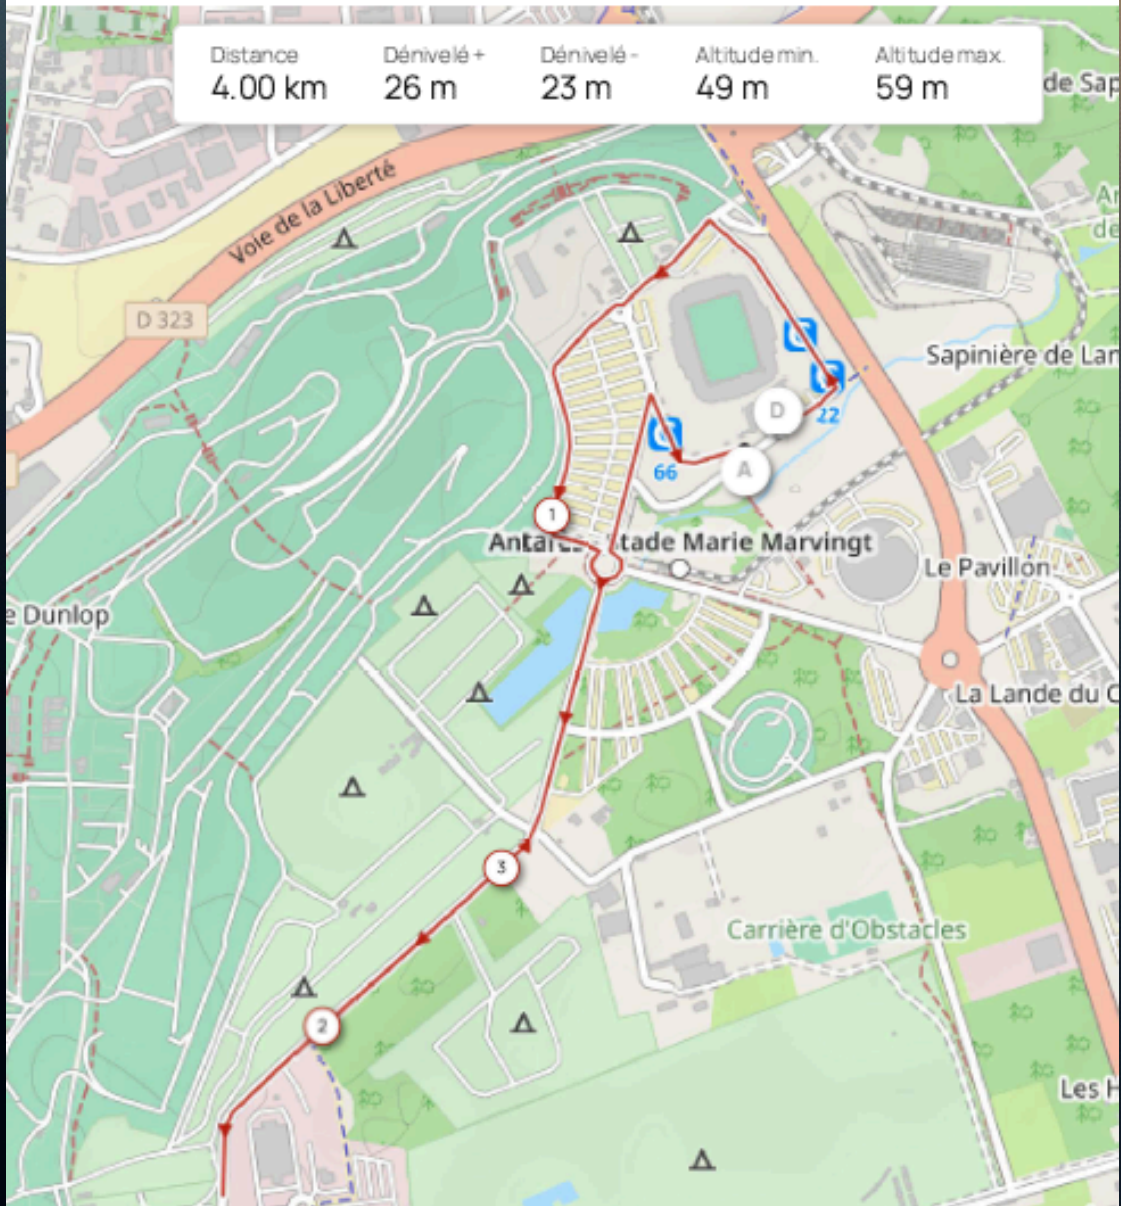 Distance
4.00 km
Dénivelé +
26 m
Dénivelé -
23 m
Altitude min.
49 m
Altitude max.
59 m
de Sap
Voie de la Liberté
D 323
Sapinière de Lan
D
22
66
A
1
Stade Marie Marvingt
Le Pavillon
e Dunlop
La Lande du C
3
Carrière d'Obstacles
2
Les H